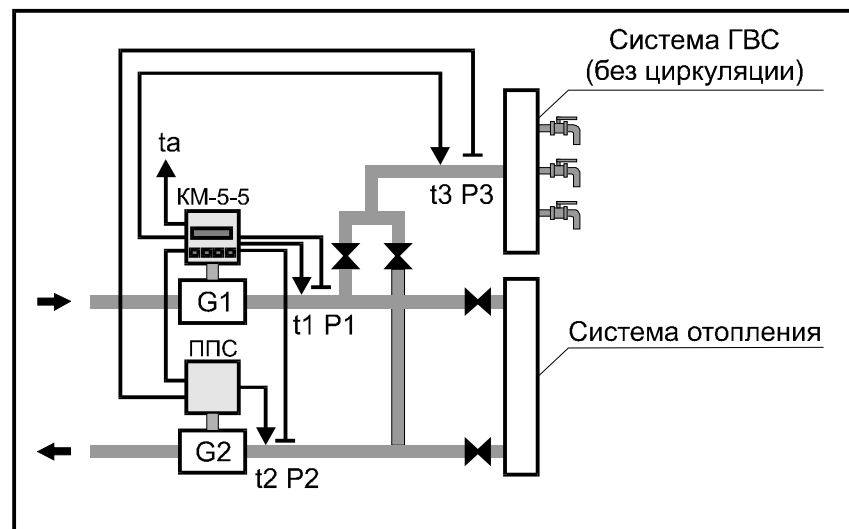 Система ГВС
(без циркуляции)
ta
КМ-5-5
t3 P3
G1
t1 P1
Система отопления
ППС
G2
t2 P2